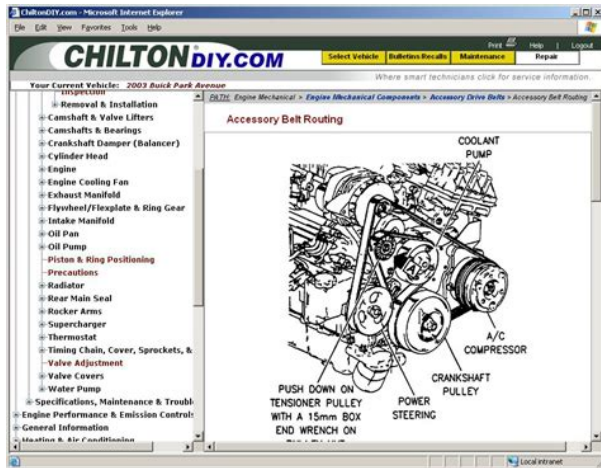 ChiltonDIY.com - Microsoft Internet Explorer
File Edit View Favorites Tools Help
CHILTONDIY.COM
Print Help | Logout
Select Vehicle Bulletins Recalls Maintenance Repair
Where smart technicians click for service information.
Your Current Vehicle: 2003 Buick Park Avenue
PATH: Engine Mechanical > Engine Mechanical Components > Accessory Drive Belts > Accessory Belt Routing
Inspection
Removal & Installation
Camshaft & Valve Lifters
Camshafts & Bearings
Crankshaft Damper (Balancer)
Cylinder Head
Engine
Engine Cooling Fan
Exhaust Manifold
Flywheel/Flexplate & Ring Gear
Intake Manifold
Oil Pan
Oil Pump
Piston & Ring Positioning
Precautions
Radiator
Rear Main Seal
Rocker Arms
Supercharger
Thermostat
Timing Chain, Cover, Sprockets, &
Valve Adjustment
Valve Covers
Water Pump
Specifications, Maintenance & Troubl
Engine Performance & Emission Controls
General Information
Heating & Air Conditioning
Accessory Belt Routing
COOLANT
PUMP
A/C
COMPRESSOR
CRANKSHAFT
PULLEY
POWER
STEERING
PUSH DOWN ON
TENSIONER PULLEY
WITH A 15mm BOX
END WRENCH ON
Local intranet